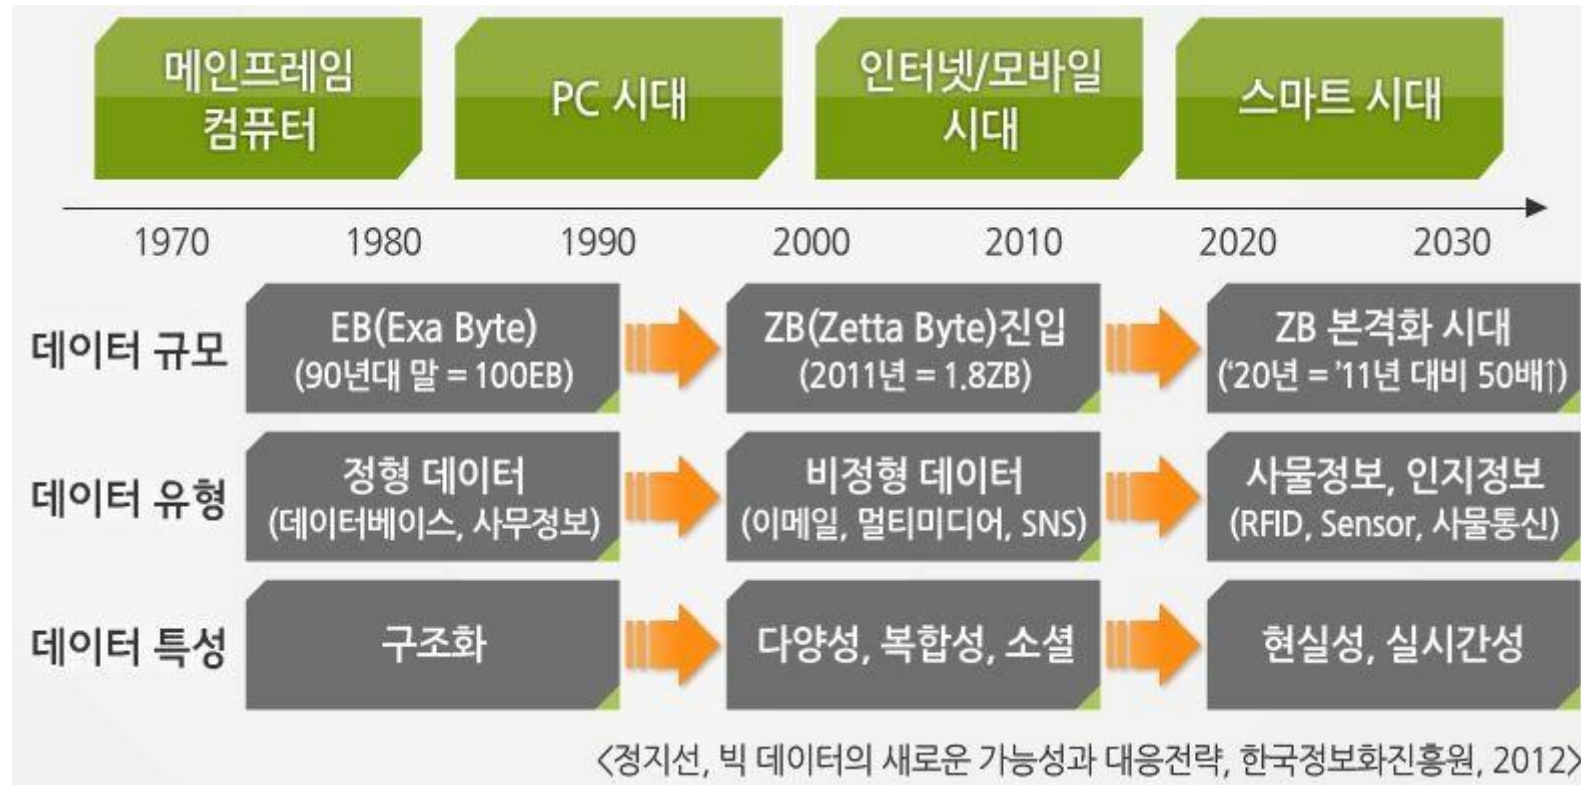 메인프레임
컴퓨터
PC 시대
인터넷/모바일
시대
스마트 시대
1970 1980 1990 2000 2010 2020 2030
데이터 규모
EB(Exa Byte)
(90년대 말 = 100EB)
ZB(Zetta Byte)진입
(2011년 = 1.8ZB)
ZB 본격화 시대
(‘20년 = ’11년 대비 50배↑)
데이터 유형
정형 데이터
(데이터베이스, 사무정보)
비정형 데이터
(이메일, 멀티미디어, SNS)
사물정보, 인지정보
(RFID, Sensor, 사물통신)
데이터 특성
구조화
다양성, 복합성, 소셜
현실성, 실시간성
<정지선, 빅 데이터의 새로운 가능성과 대응전략, 한국정보화진흥원, 2012>